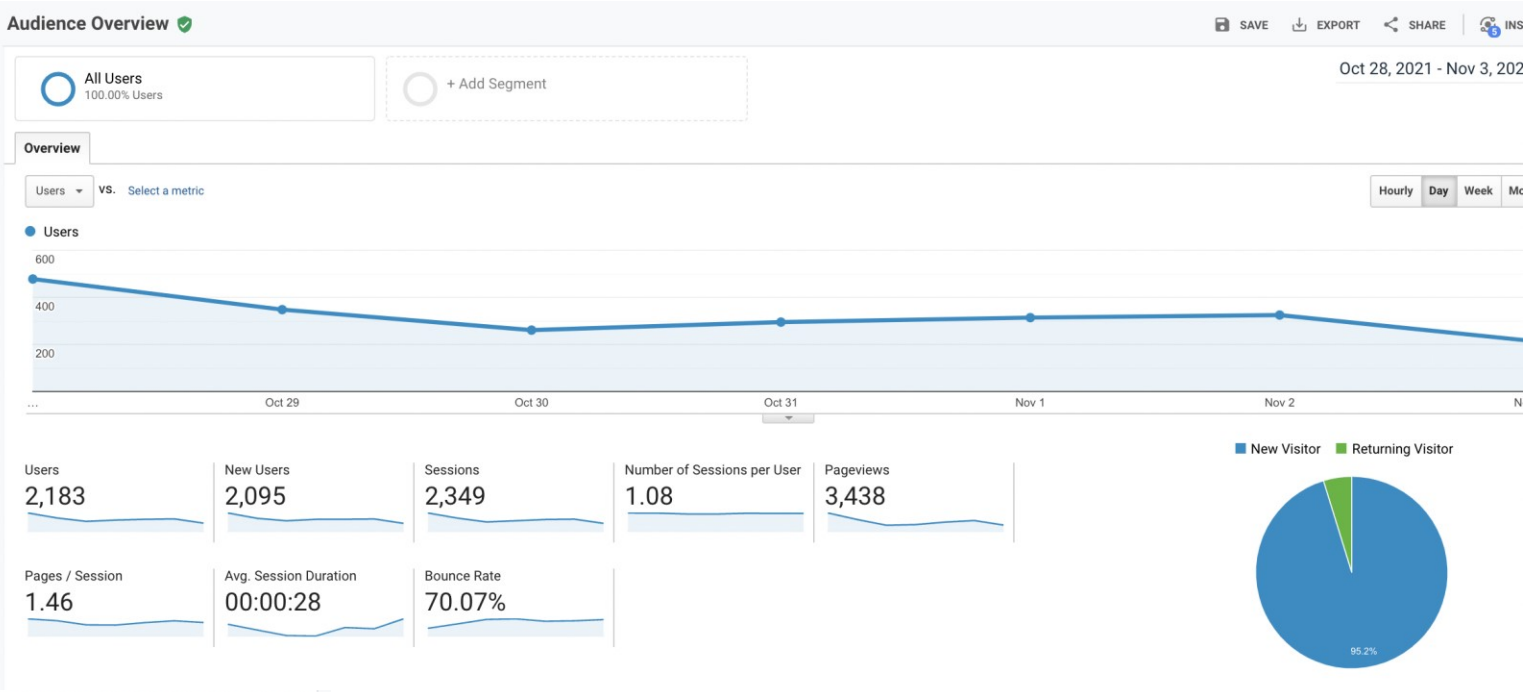 Audience Overview
SAVE
EXPORT
SHARE
INS
5
All Users
100.00% Users
+ Add Segment
Oct 28, 2021 - Nov 3, 202
Overview
Users
VS.
Select a metric
Hourly
Day
Week
Mo
Users
600
400
200
...
Oct 29
Oct 30
Oct 31
Nov 1
Nov 2
N
New Visitor
Returning Visitor
Users
2,183
New Users
2,095
Sessions
2,349
Number of Sessions per User
1.08
Pageviews
3,438
Pages / Session
1.46
Avg. Session Duration
00:00:28
Bounce Rate
70.07%
95.2%